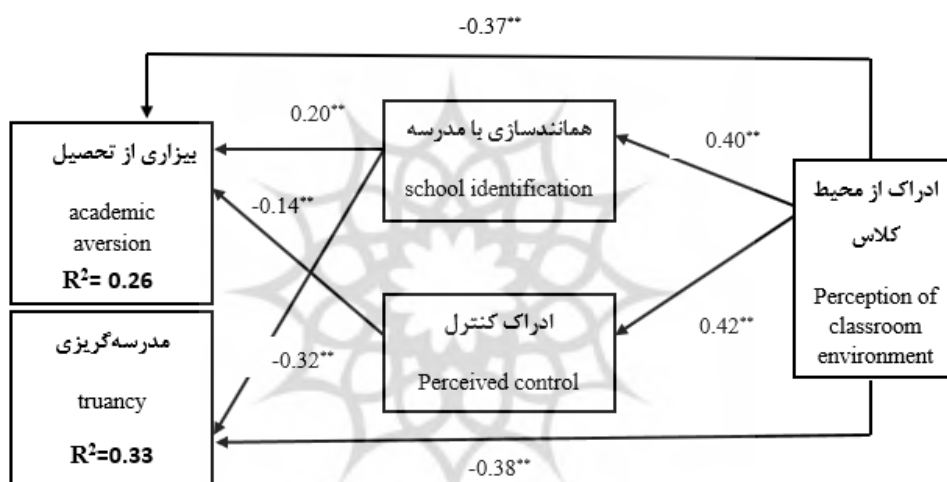 -0.37**
بیزاری از تحصیل
academic
aversion
R²= 0.26
0.20**
همانندسازی با مدرسه
school identification
0.40**
ادراک از محیط
کلاس
Perception of
classroom
environment
-0.14**
ادراک کنترل
Perceived control
0.42**
مدرسه‌گریزی
truancy
R²=0.33
-0.32**
-0.38**